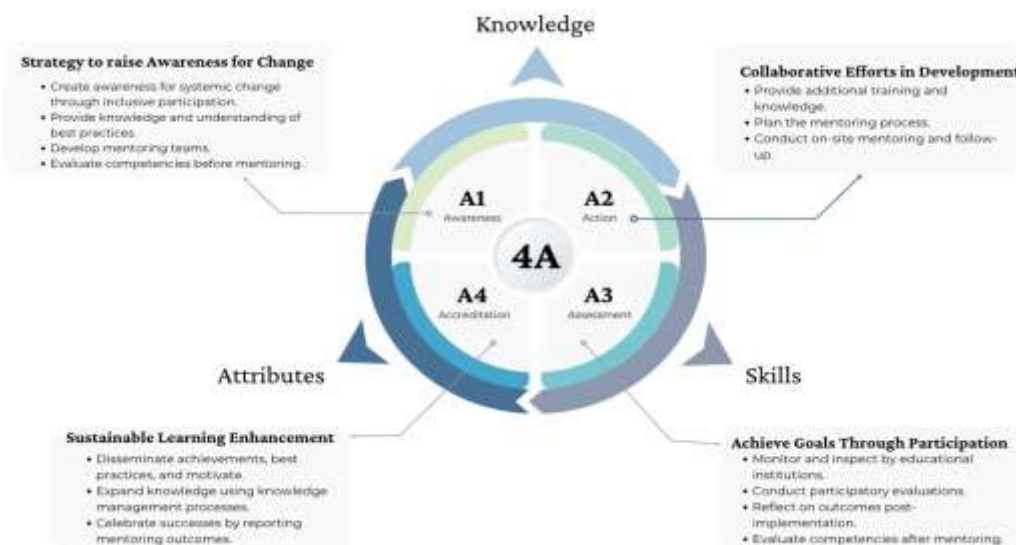 Knowledge
Strategy to raise Awareness for Change
• Create awareness for systemic change
through inclusive participation.
• Provide knowledge and understanding of
best practices.
• Develop mentoring teams.
• Evaluate competencies before mentoring.
Collaborative Efforts in Development
• Provide additional training and
knowledge.
• Plan the mentoring process.
• Conduct on-site mentoring and follow-
up.
A1
Awareness
A2
Action
4A
A4
Accreditation
A3
Assessment
Attributes
Skills
Sustainable Learning Enhancement
• Disseminate achievements, best
practices, and motivate.
• Expand knowledge using knowledge
management processes.
• Celebrate successes by reporting
mentoring outcomes.
Achieve Goals Through Participation
• Monitor and inspect by educational
institutions.
• Conduct participatory evaluations.
• Reflect on outcomes post-
implementation.
• Evaluate competencies after mentoring.